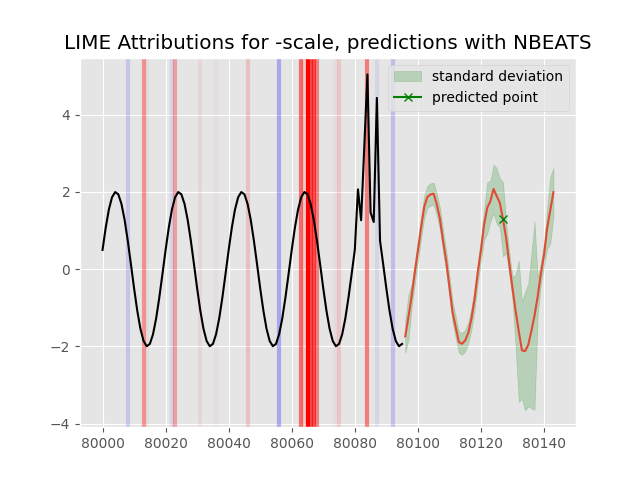 LIME Attributions for -scale, predictions with NBEATS
standard deviation
predicted point
4
2
0
−2
−4
80000 80020 80040 80060 80080 80100 80120 80140